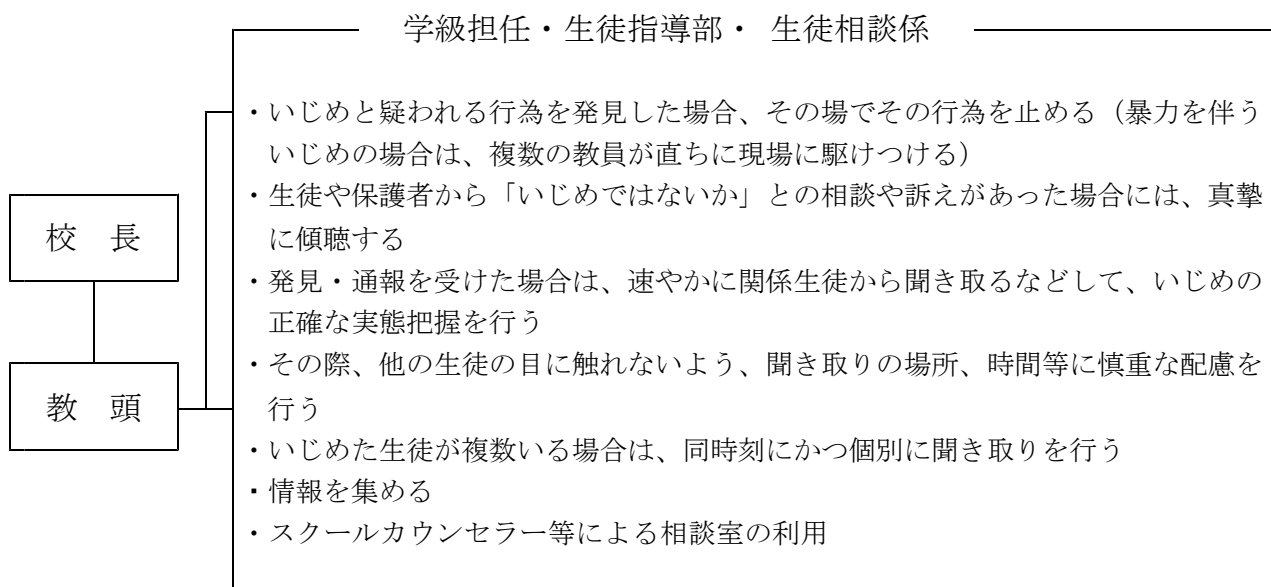 学級担任・生徒指導部・ 生徒相談係
・いじめと疑われる行為を発見した場合、その場でその行為を止める（暴力を伴う
いじめの場合は、複数の教員が直ちに現場に駆けつける）
・生徒や保護者から「いじめではないか」との相談や訴えがあった場合には、真摯
に傾聴する
・発見・通報を受けた場合は、速やかに関係生徒から聞き取るなどして、いじめの
正確な実態把握を行う
・その際、他の生徒の目に触れないよう、聞き取りの場所、時間等に慎重な配慮を
行う
・いじめた生徒が複数いる場合は、同時刻にかつ個別に聞き取りを行う
・情報を集める
・スクールカウンセラー等による相談室の利用
校　長
教　頭